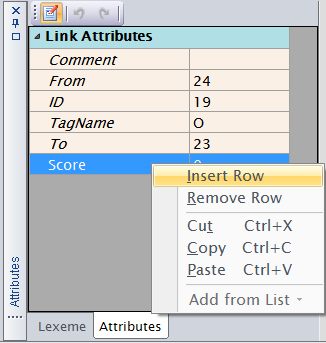 Link Attributes
Comment
From 24
ID 19
TagName O
To 23
Score
Insert Row
Remove Row
Cut Ctrl+X
Copy Ctrl+C
Paste Ctrl+V
Add from List
Attributes
Lexeme Attributes